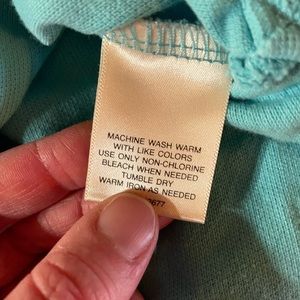 MACHINE WASH WARM
WITH LIKE COLORS
USE ONLY NON-CHLORINE
BLEACH WHEN NEEDED
TUMBLE DRY
WARM IRON AS NEEDED